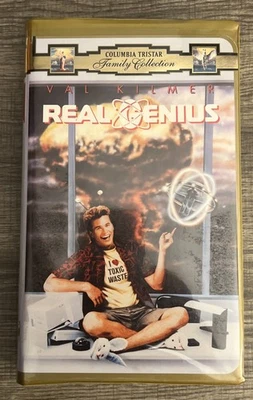 COLUMBIA TRISTAR
Family Collection
VAL KILMER
REAL GENIUS
I
TOXIC
WASTE